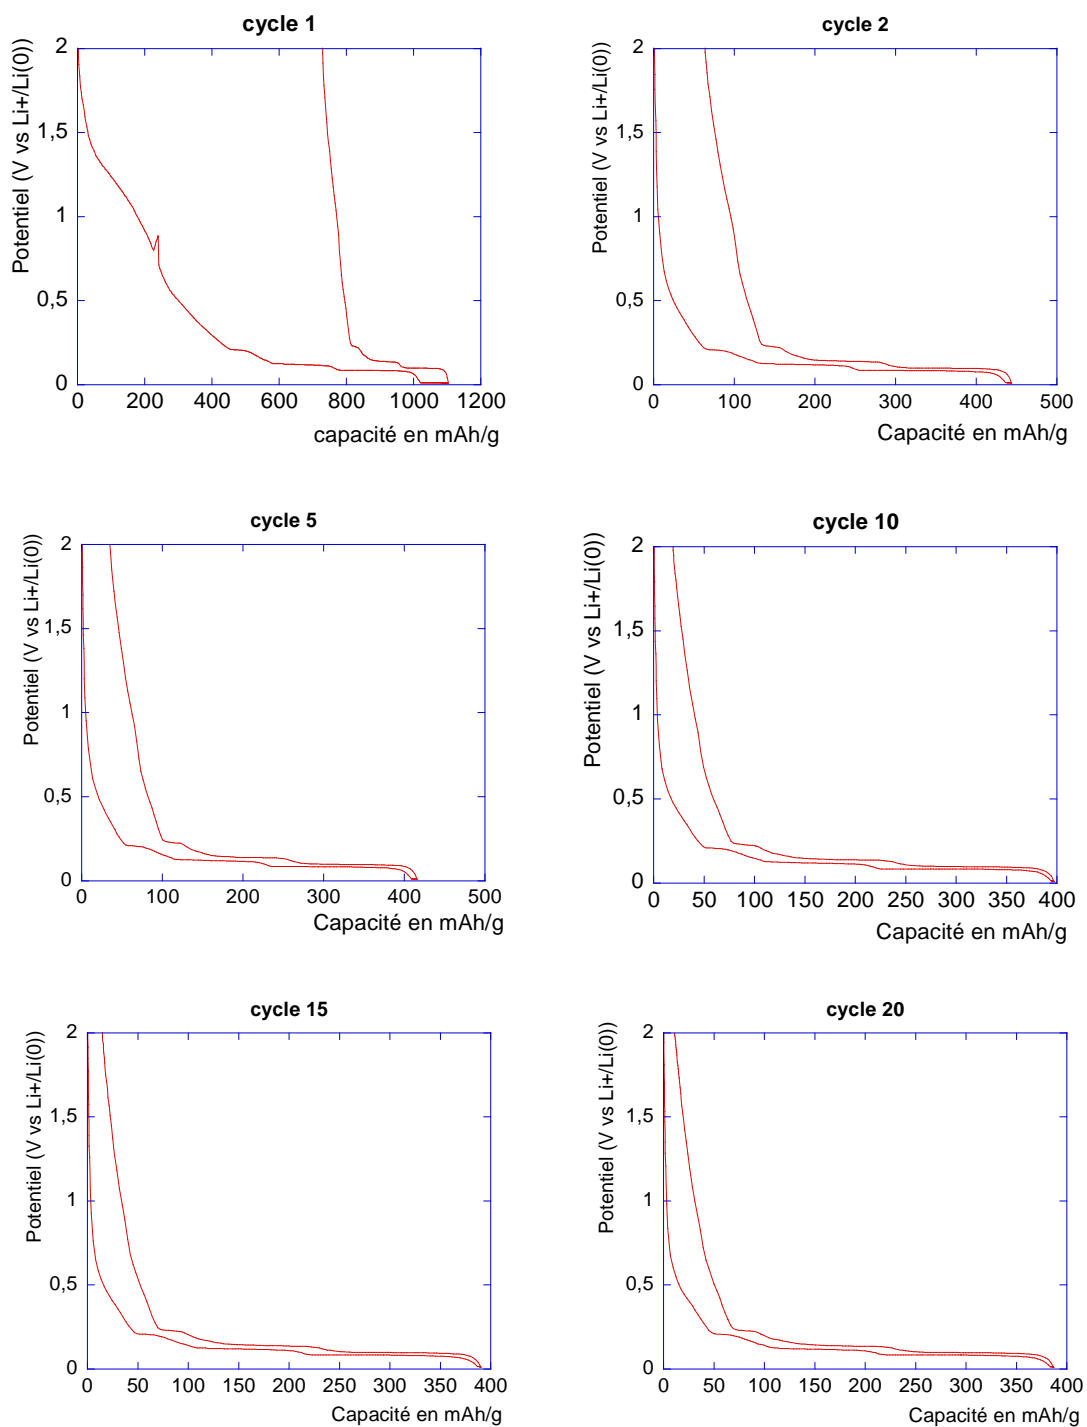 cycle 1
Potentiel (V vs Li+/Li(0))
2
1,5
1
0,5
0
0 200 400 600 800 1000 1200
capacité en mAh/g
cycle 2
Potentiel (V vs Li+/Li(0))
2
1,5
1
0,5
0
0 100 200 300 400 500
Capacité en mAh/g
cycle 5
Potentiel (V vs Li+/Li(0))
2
1,5
1
0,5
0
0 100 200 300 400 500
Capacité en mAh/g
cycle 10
Potentiel (V vs Li+/Li(0))
2
1,5
1
0,5
0
0 50 100 150 200 250 300 350 400
Capacité en mAh/g
cycle 15
Potentiel (V vs Li+/Li(0))
2
1,5
1
0,5
0
0 50 100 150 200 250 300 350 400
Capacité en mAh/g
cycle 20
Potentiel (V vs Li+/Li(0))
2
1,5
1
0,5
0
0 50 100 150 200 250 300 350 400
Capacité en mAh/g